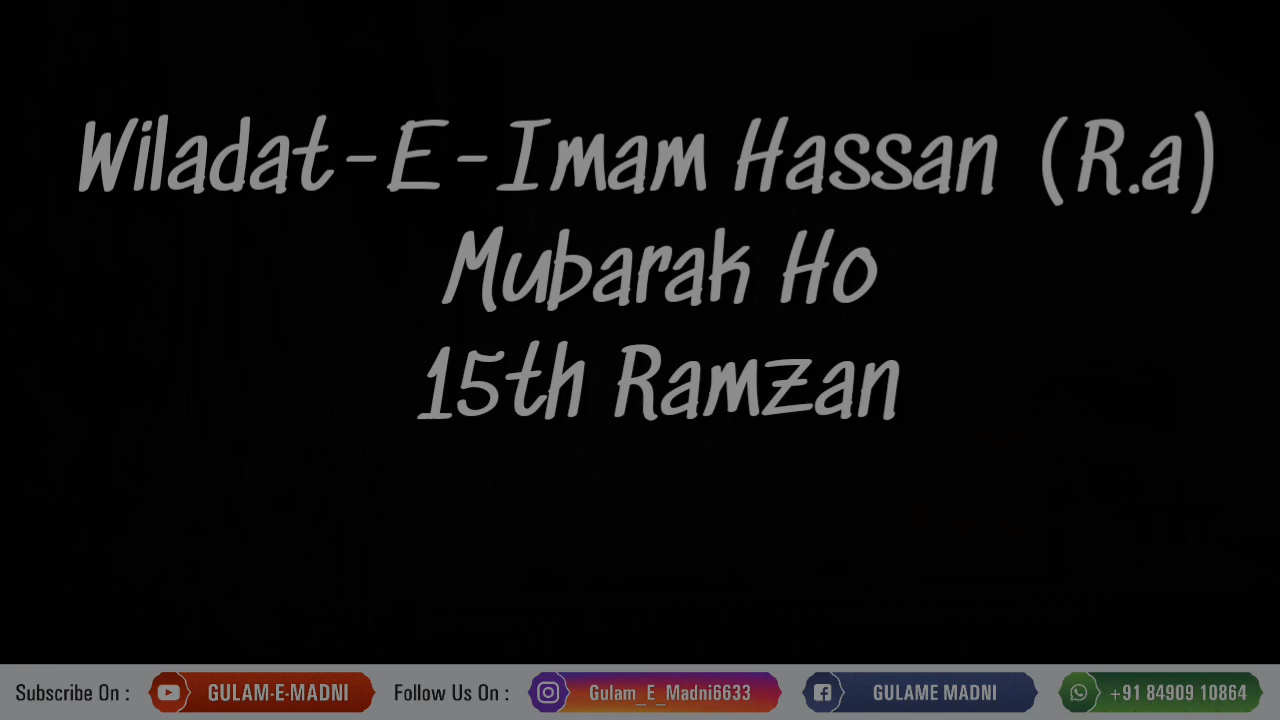 Wiladat-E-Imam Hassan (R.a)
Mubarak Ho
15th Ramzan
Subscribe On : GULAM-E-MADNI Follow Us On : Gulam_E_Madni6633 GULAME MADNI +91 84909 10864